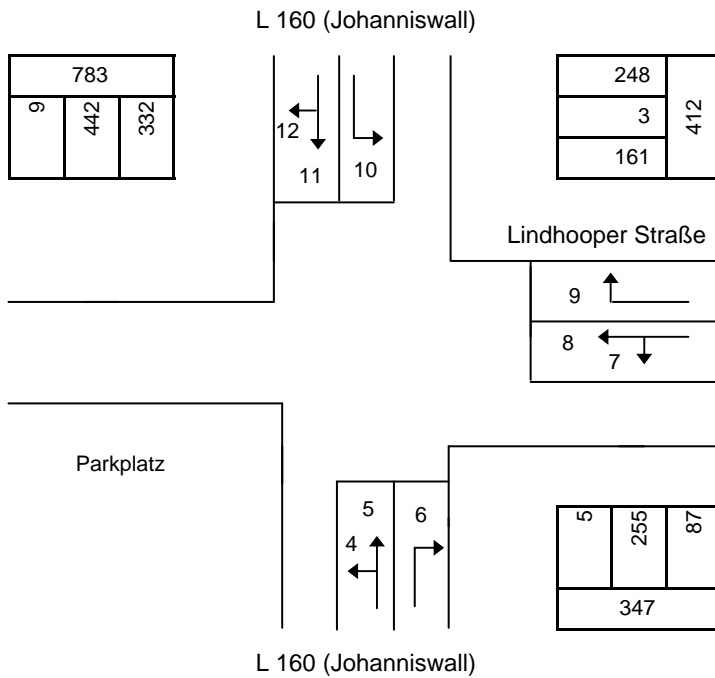 L 160 (Johanniswall)
783
9 442 332
248
3
161
412
12
11
10
Lindhooper Straße
9
8
7
Parkplatz
5
6
4
5 255 87
347
L 160 (Johanniswall)